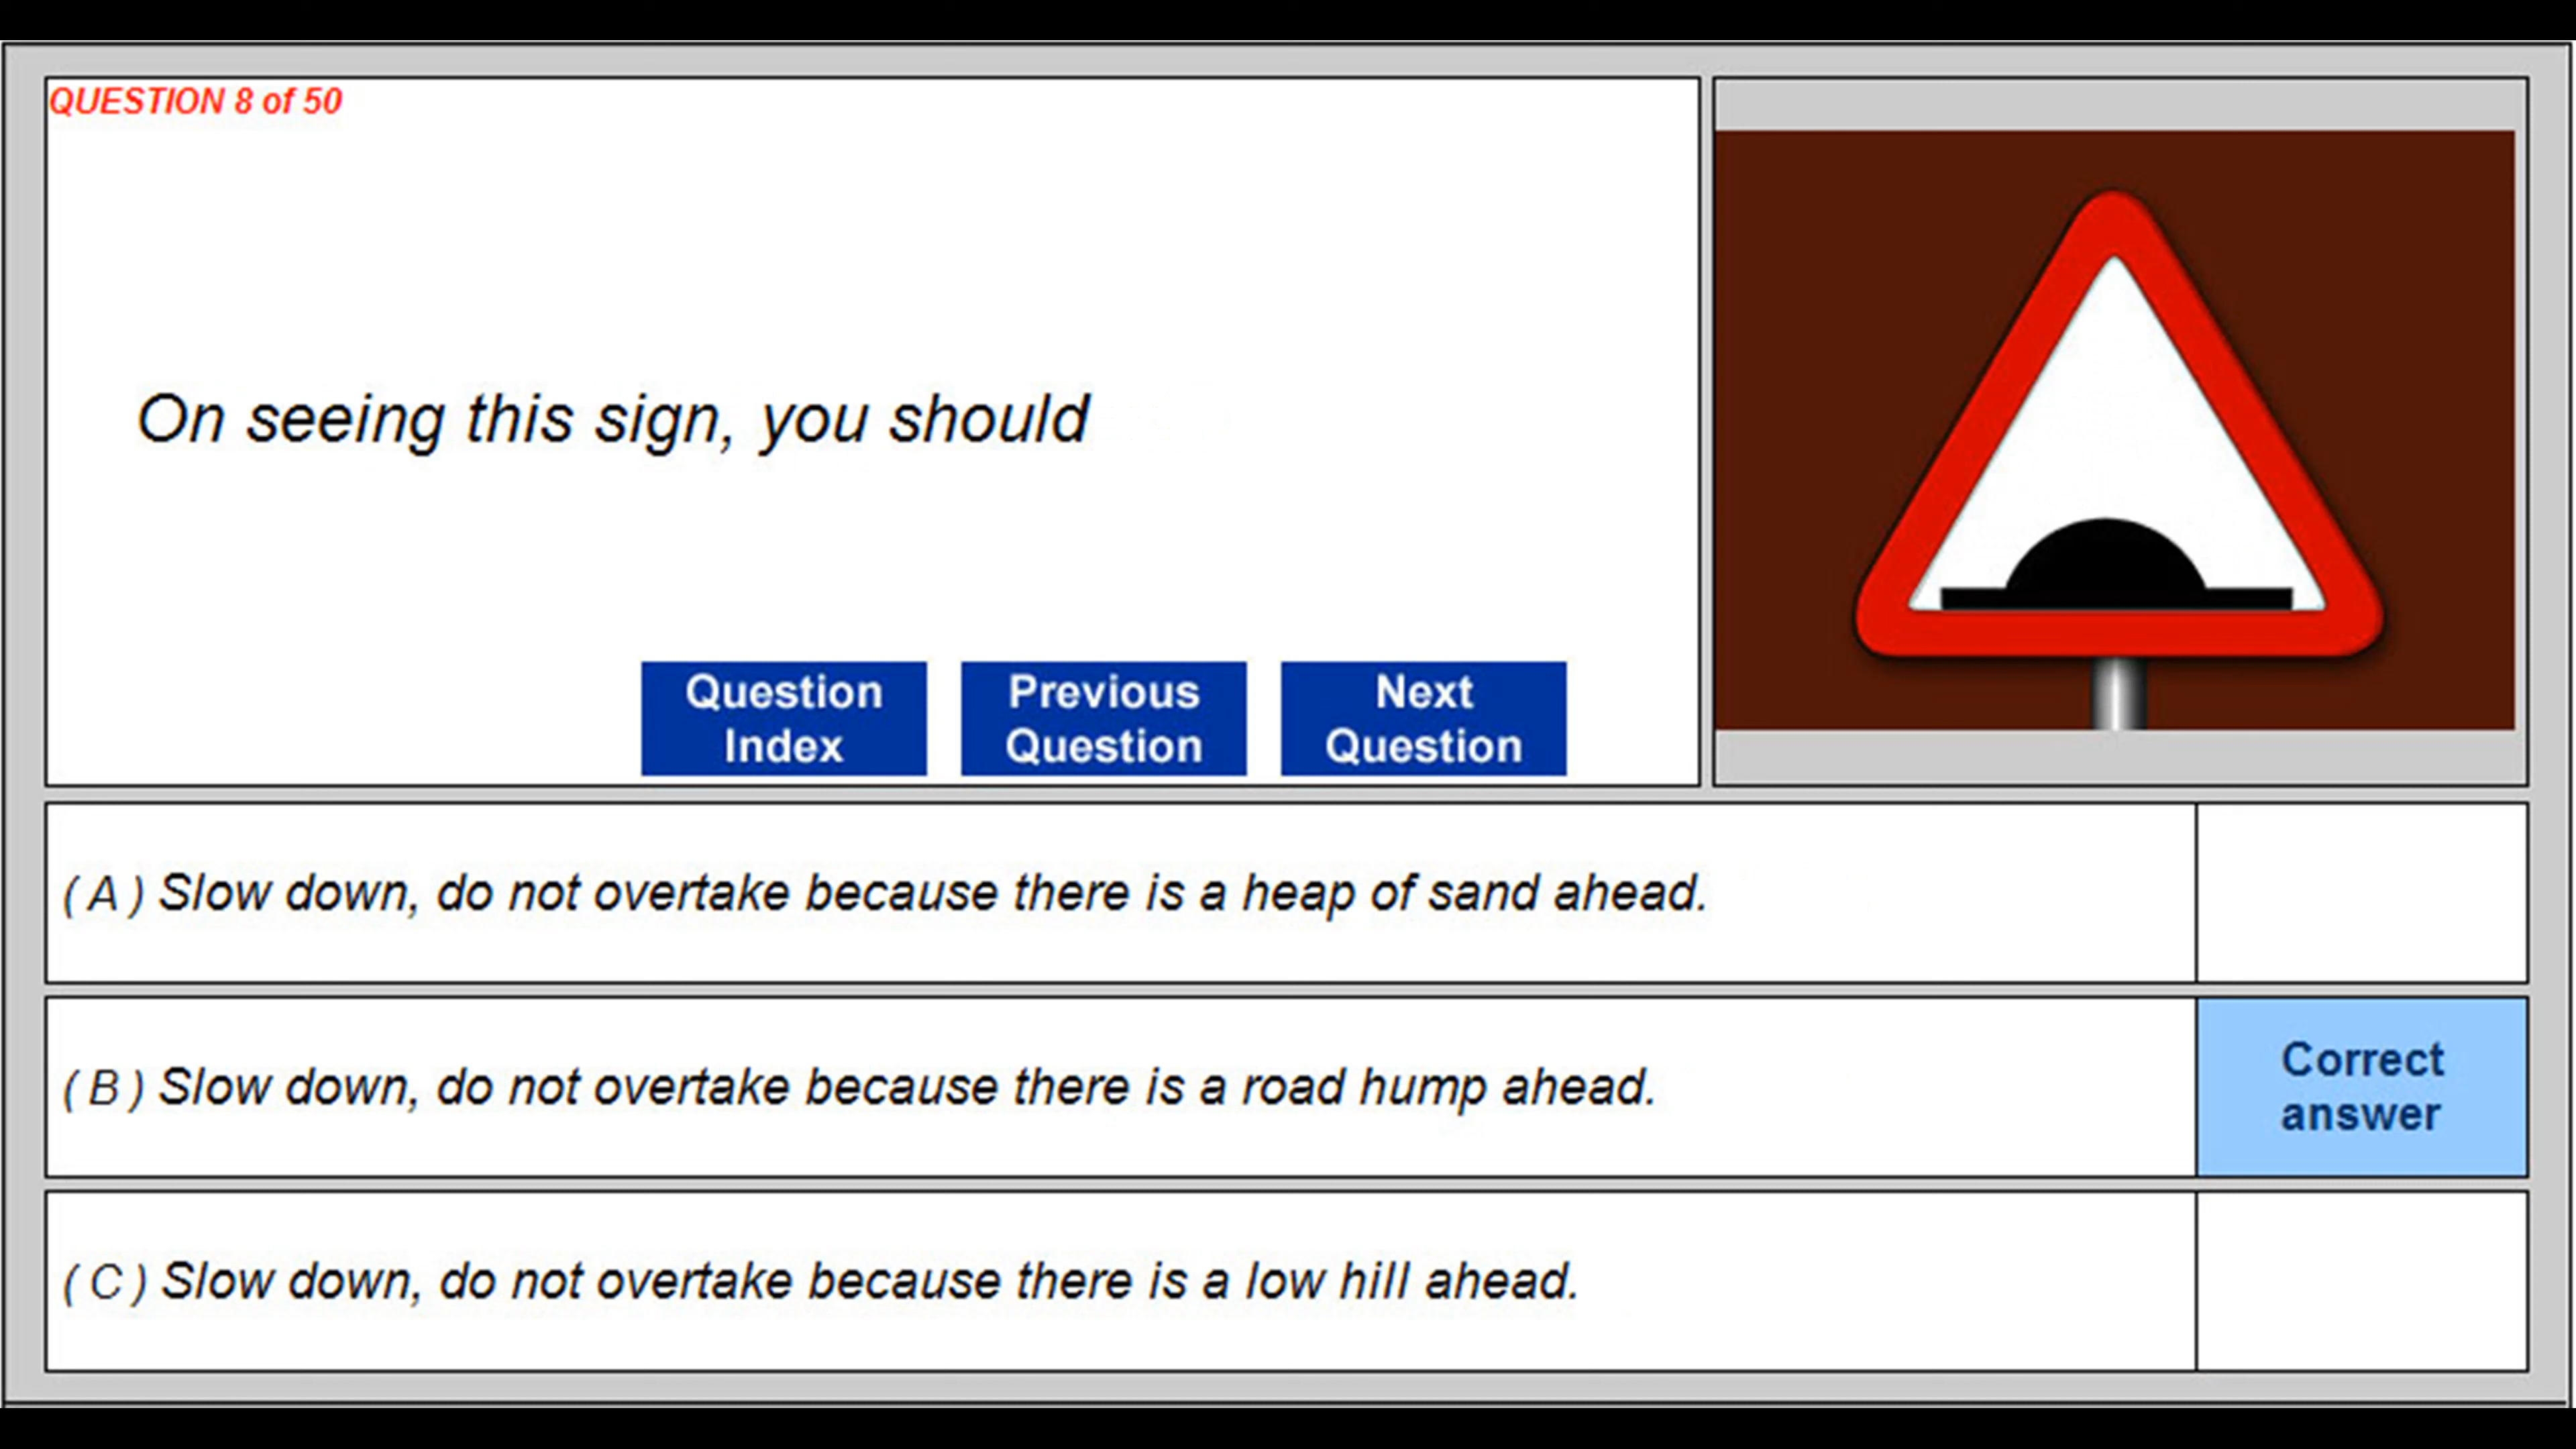 QUESTION 8 of 50
On seeing this sign, you should
Question
Index
Previous
Question
Next
Question
( A ) Slow down, do not overtake because there is a heap of sand ahead.
( B ) Slow down, do not overtake because there is a road hump ahead.
Correct
answer
( C ) Slow down, do not overtake because there is a low hill ahead.